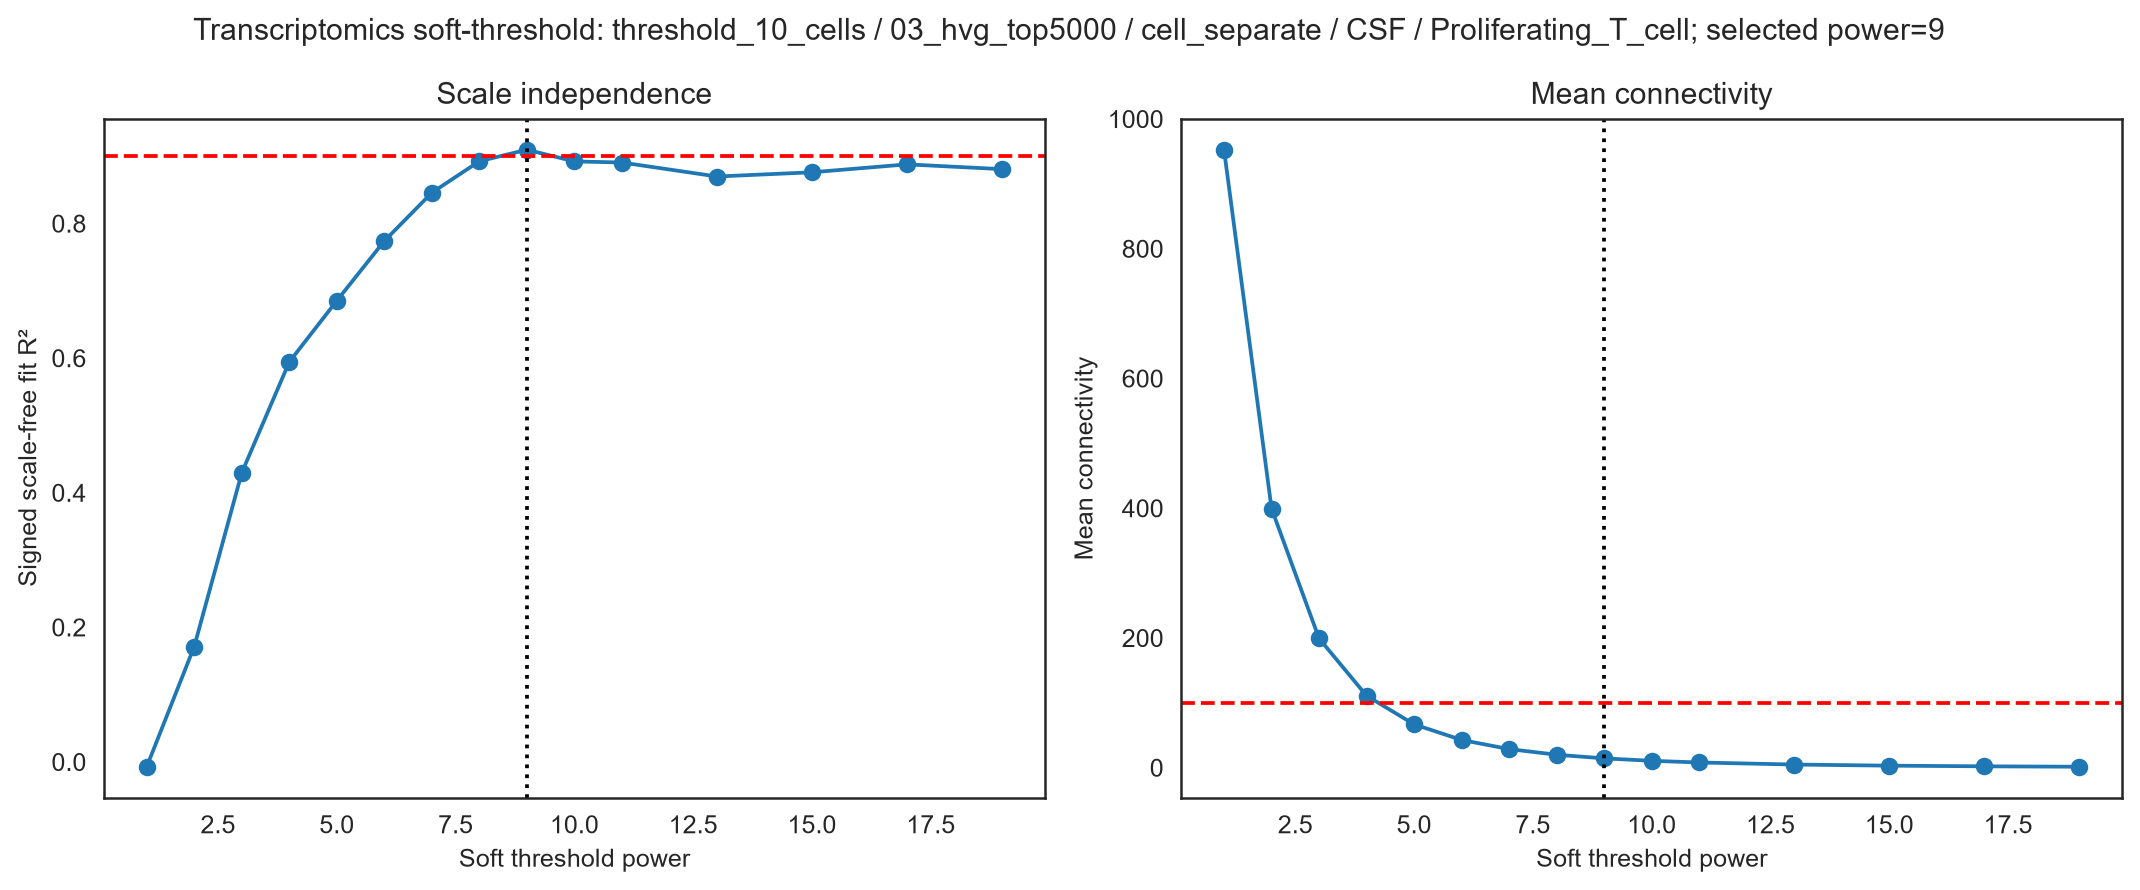 Transcriptomics soft-threshold: threshold_10_cells / 03_hvg_top5000 / cell_separate / CSF / Proliferating_T_cell; selected power=9
Scale independence
Signed scale-free fit R²
0.8
0.6
0.4
0.2
0.0
2.5 5.0 7.5 10.0 12.5 15.0 17.5
Soft threshold power
Mean connectivity
Mean connectivity
1000
800
600
400
200
0
2.5 5.0 7.5 10.0 12.5 15.0 17.5
Soft threshold power